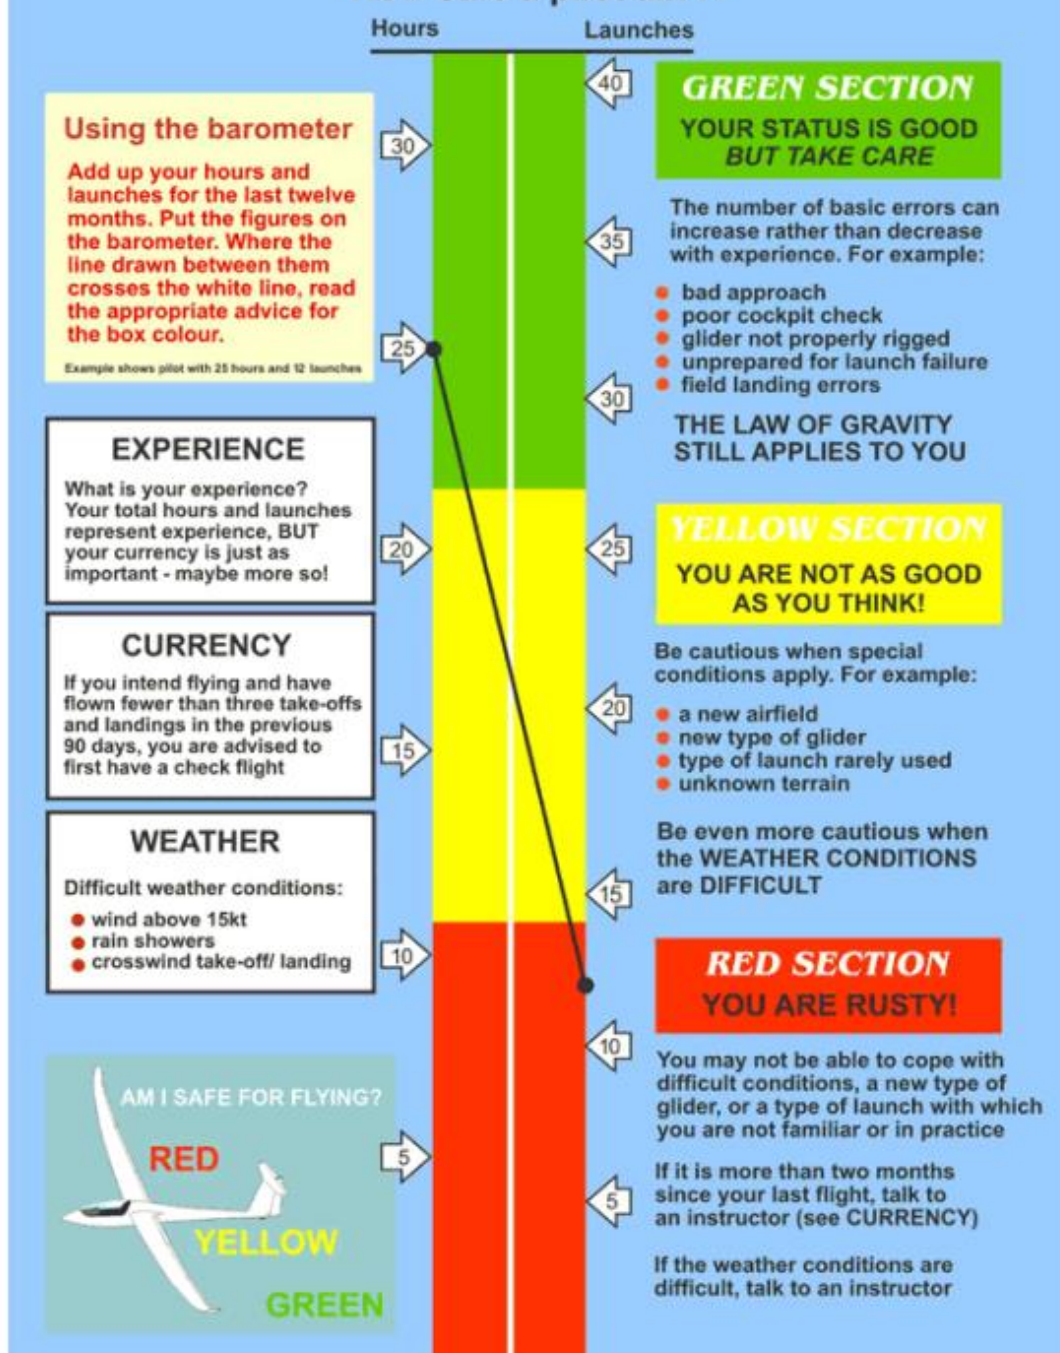 Hours
Launches
Using the barometer
Add up your hours and
launches for the last twelve
months. Put the figures on
the barometer. Where the
line drawn between them
crosses the white line, read
the appropriate advice for
the box colour.
Example shows pilot with 25 hours and 12 launches
EXPERIENCE
What is your experience?
Your total hours and launches
represent experience, BUT
your currency is just as
important - maybe more so!
CURRENCY
If you intend flying and have
flown fewer than three take-offs
and landings in the previous
90 days, you are advised to
first have a check flight
WEATHER
Difficult weather conditions:
wind above 15kt
rain showers
crosswind take-off/ landing
AM I SAFE FOR FLYING?
RED
YELLOW
GREEN
30
25
20
15
10
5
40
35
30
25
20
15
10
5
GREEN SECTION
YOUR STATUS IS GOOD
BUT TAKE CARE
The number of basic errors can
increase rather than decrease
with experience. For example:
bad approach
poor cockpit check
glider not properly rigged
unprepared for launch failure
field landing errors
THE LAW OF GRAVITY
STILL APPLIES TO YOU
YELLOW SECTION
YOU ARE NOT AS GOOD
AS YOU THINK!
Be cautious when special
conditions apply. For example:
a new airfield
new type of glider
type of launch rarely used
unknown terrain
Be even more cautious when
the WEATHER CONDITIONS
are DIFFICULT
RED SECTION
YOU ARE RUSTY!
You may not be able to cope with
difficult conditions, a new type of
glider, or a type of launch with which
you are not familiar or in practice
If it is more than two months
since your last flight, talk to
an instructor (see CURRENCY)
If the weather conditions are
difficult, talk to an instructor